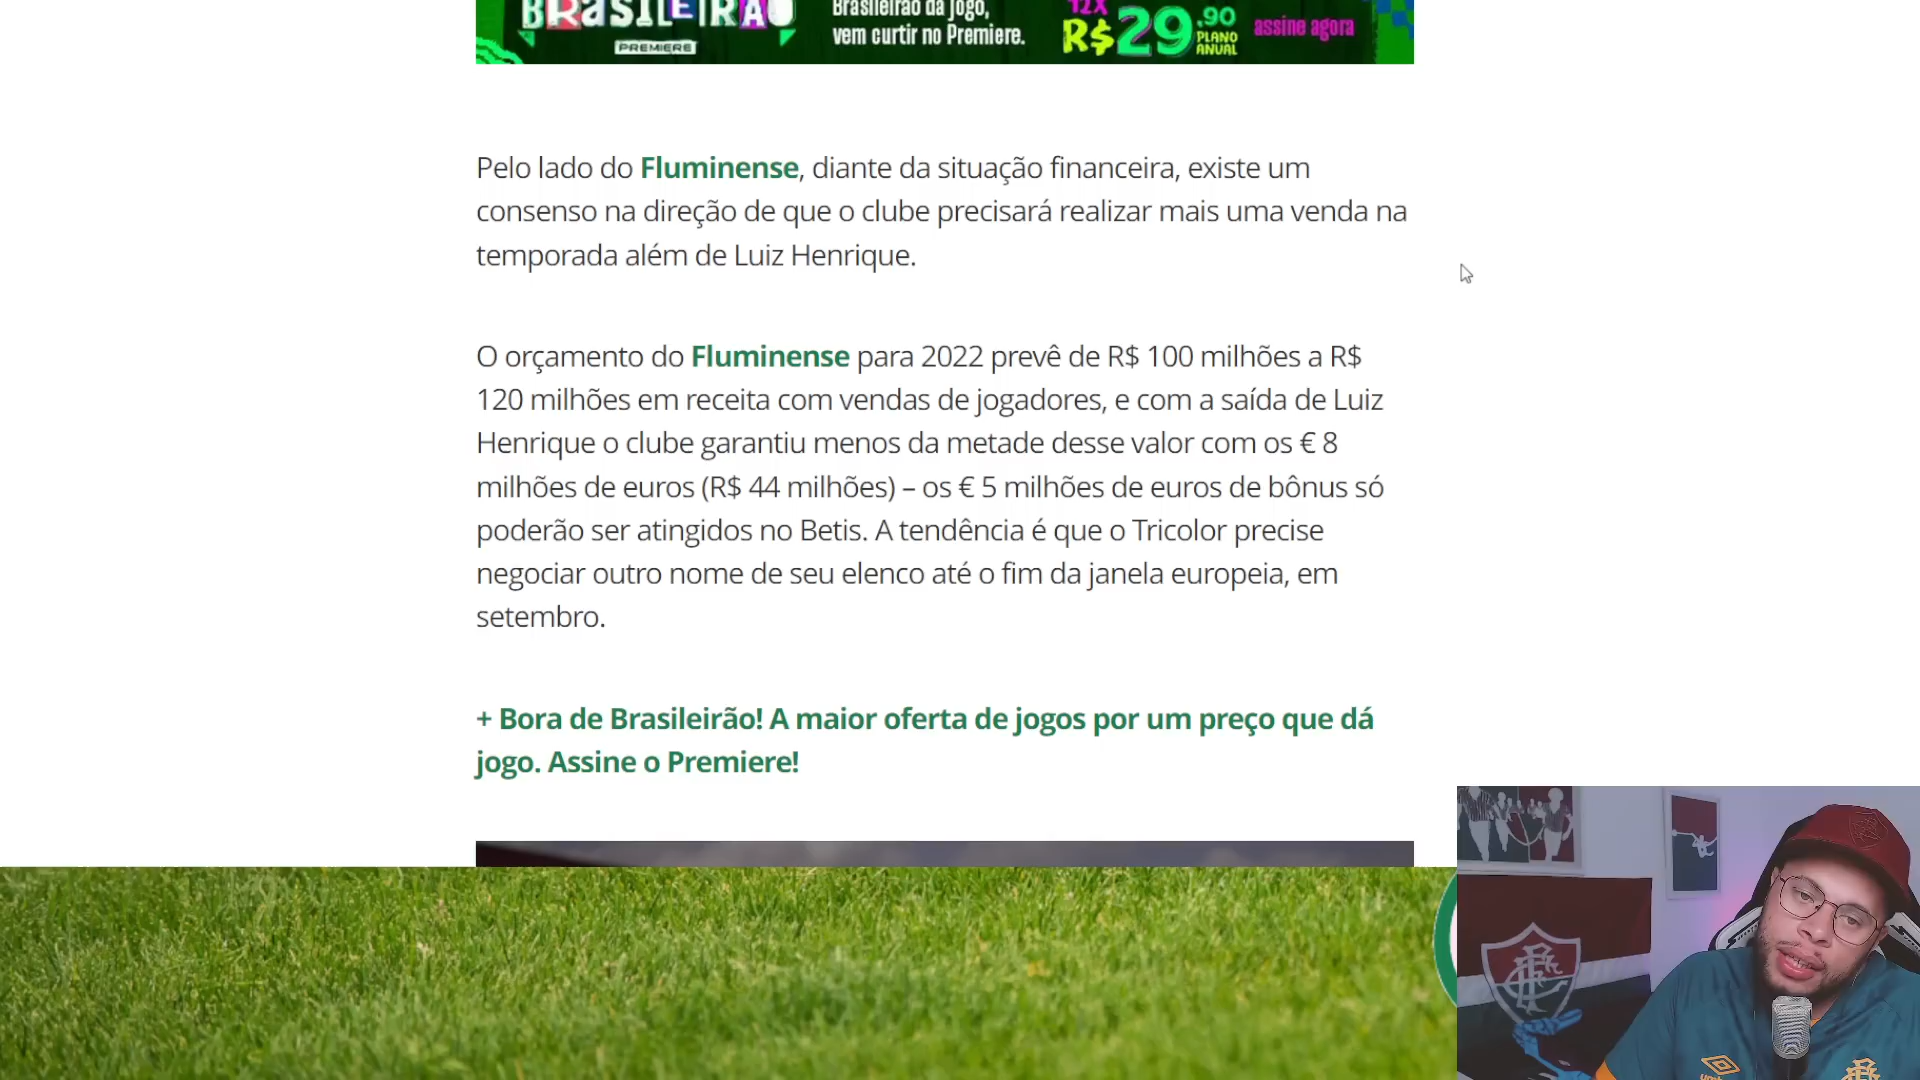 BRASILEIRÃO
PREMIERE
Brasileirão da jogo,
vem curtir no Premiere.
12X
R$29,90
PLANO
ANUAL
assine agora
Pelo lado do Fluminense, diante da situação financeira, existe um
consenso na direção de que o clube precisará realizar mais uma venda na
temporada além de Luiz Henrique.
O orçamento do Fluminense para 2022 prevê de R$ 100 milhões a R$
120 milhões em receita com vendas de jogadores, e com a saída de Luiz
Henrique o clube garantiu menos da metade desse valor com os € 8
milhões de euros (R$ 44 milhões) – os € 5 milhões de euros de bônus só
poderão ser atingidos no Betis. A tendência é que o Tricolor precise
negociar outro nome de seu elenco até o fim da janela europeia, em
setembro.
+ Bora de Brasileirão! A maior oferta de jogos por um preço que dá
jogo. Assine o Premiere!